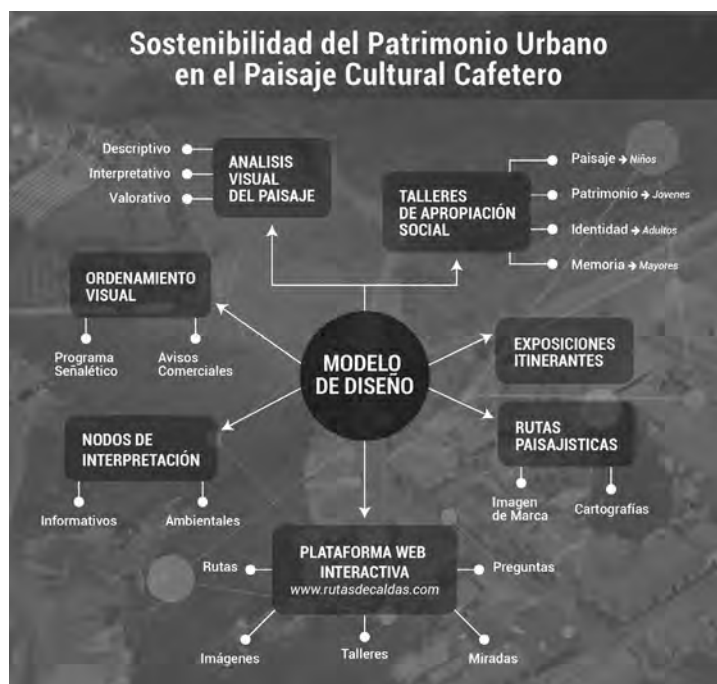 Sostenibilidad del Patrimonio Urbano
en el Paisaje Cultural Cafetero
Descriptivo
Interpretativo
Valorativo
ANALISIS
VISUAL
DEL PAISAJE
TALLERES
DE APROPIACIÓN
SOCIAL
Paisaje → Niños
Patrimonio → Jovenes
Identidad → Adultos
Memoria → Mayores
ORDENAMIENTO
VISUAL
Programa
Señalético
Avisos
Comerciales
MODELO
DE DISEÑO
EXPOSICIONES
ITINERANTES
NODOS DE
INTERPRETACIÓN
Informativos
Ambientales
RUTAS
PAISAJISTICAS
Imagen
de Marca
Cartografías
PLATAFORMA WEB
INTERACTIVA
www.rutasdecaldas.com
Rutas
Preguntas
Imágenes
Talleres
Miradas